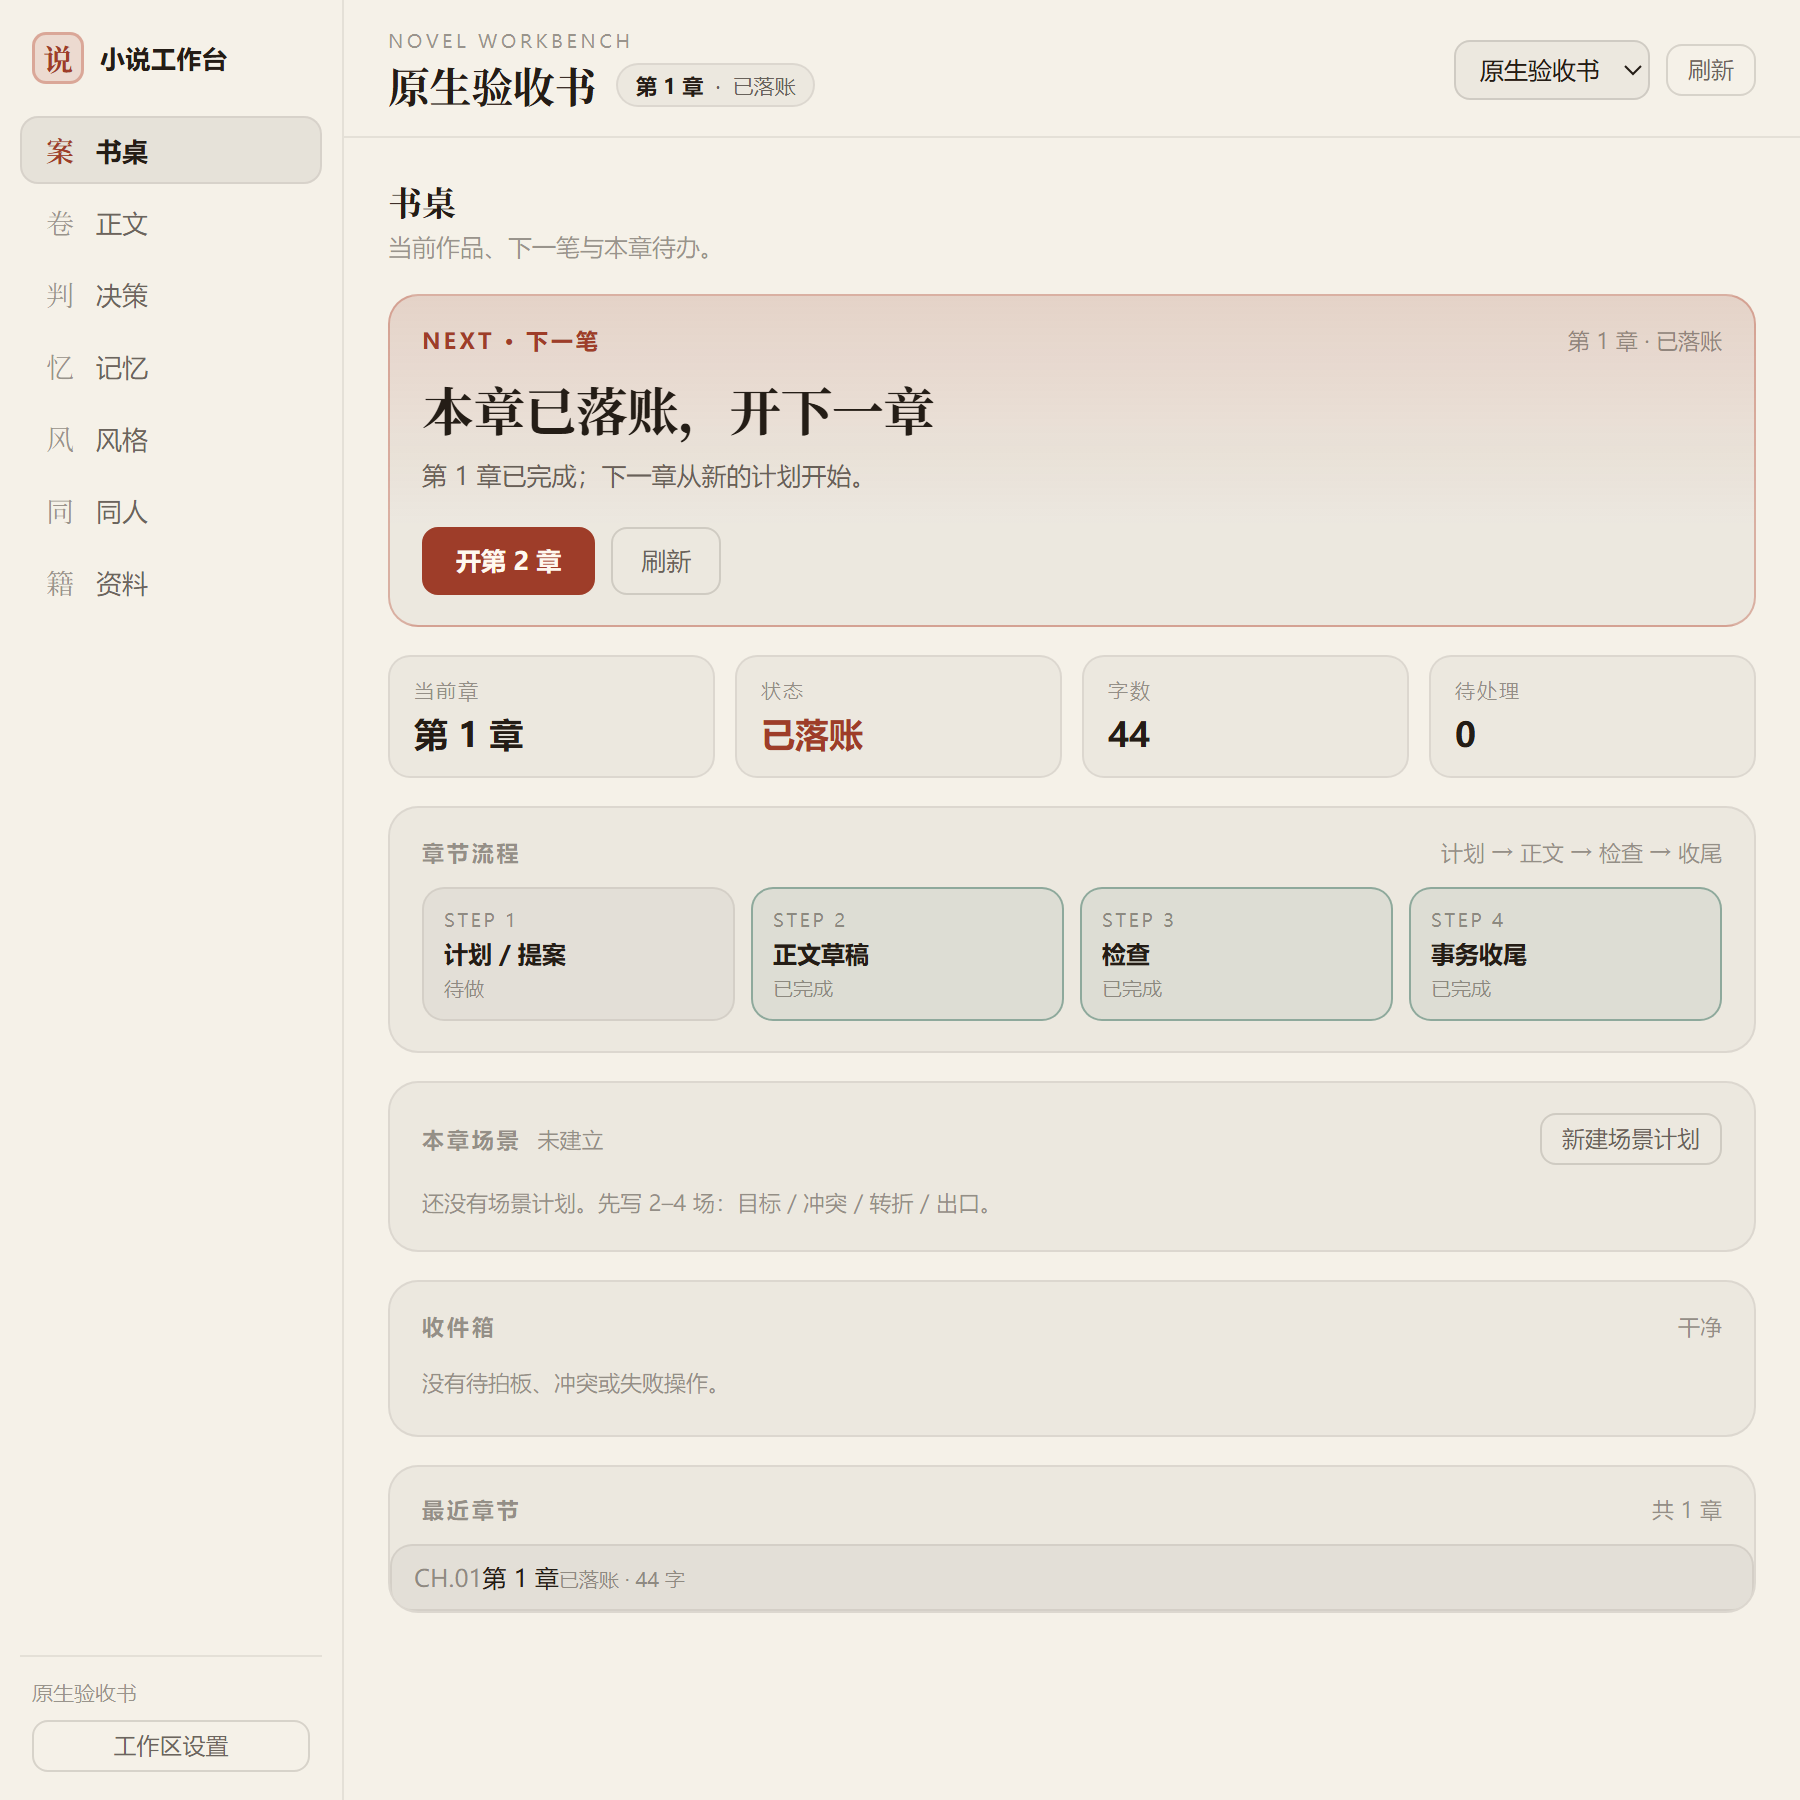 说 小说工作台
案 书桌
卷 正文
判 决策
忆 记忆
风 风格
同 同人
籍 资料
原生验收书
工作区设置
NOVEL WORKBENCH
原生验收书 第 1 章 · 已落账
原生验收书 刷新
书桌
当前作品、下一笔与本章待办。
NEXT • 下一笔 第 1 章 · 已落账
本章已落账，开下一章
第 1 章已完成；下一章从新的计划开始。
开第 2 章 刷新
当前章 状态 字数 待处理
第 1 章 已落账 44 0
章节流程 计划 → 正文 → 检查 → 收尾
STEP 1 STEP 2 STEP 3 STEP 4
计划 / 提案 正文草稿 检查 事务收尾
待做 已完成 已完成 已完成
本章场景 未建立 新建场景计划
还没有场景计划。先写 2–4 场：目标 / 冲突 / 转折 / 出口。
收件箱 干净
没有待拍板、冲突或失败操作。
最近章节 共 1 章
CH.01第 1 章已落账 · 44 字